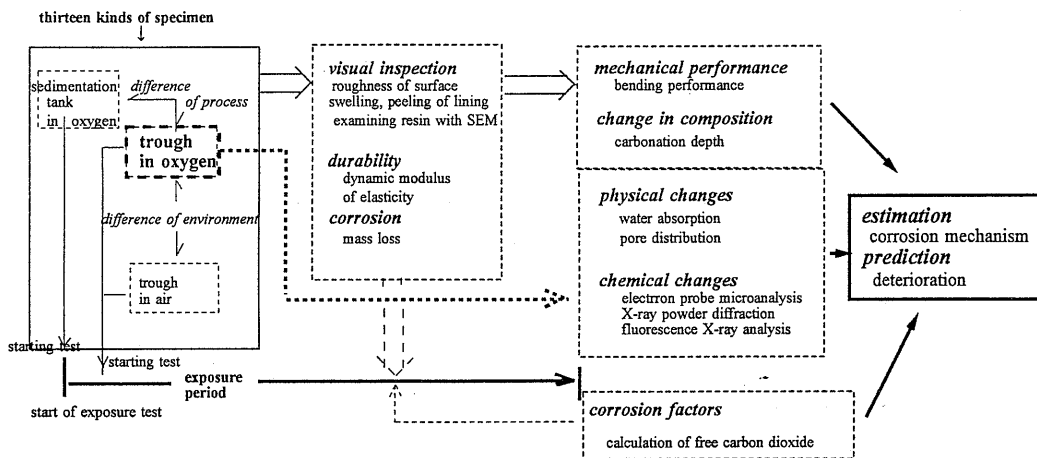 thirteen kinds of specimen
sedimentation
tank
in oxygen
difference
of process
trough
in oxygen
difference of environment
trough
in air
starting test
starting test
start of exposure test
exposure
period
visual inspection
roughness of surface
swelling, peeling of lining
examining resin with SEM
durability
dynamic modulus
of elasticity
corrosion
mass loss
mechanical performance
bending performance
change in composition
carbonation depth
physical changes
water absorption
pore distribution
chemical changes
electrron probe microanalysis
X-ray powder diffraction
fluorescence X-ray analysis
corrosion factors
calculation of free carbon dioxide
estimation
corrosion mechanism
prediction
deterioration